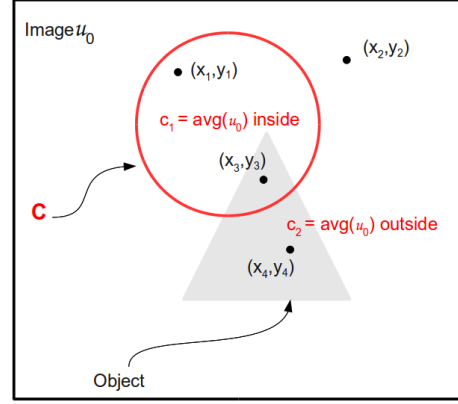 Image u₀
(x₂,y₂)
(x₁,y₁)
c₁ = avg(u₀) inside
(x₃,y₃)
C
c₂ = avg(u₀) outside
(x₄,y₄)
Object